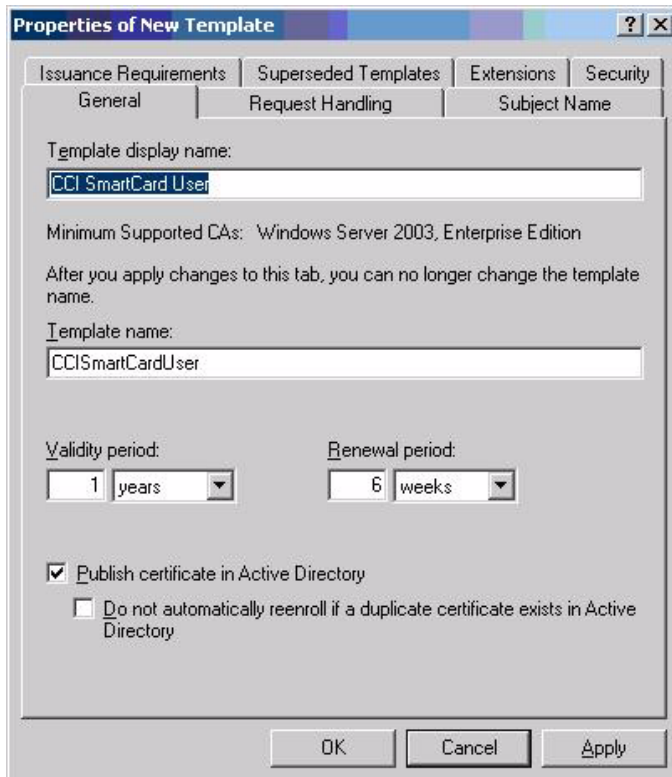 Properties of New Template
? X
Issuance Requirements Superseded Templates Extensions Security
General Request Handling Subject Name
Template display name:
CCI SmartCard User
Minimum Supported CAs: Windows Server 2003, Enterprise Edition
After you apply changes to this tab, you can no longer change the template
name.
Template name:
CCISmartCardUser
Validity period: Renewal period:
1 years 6 weeks
Publish certificate in Active Directory
Do not automatically reenroll if a duplicate certificate exists in Active
Directory
OK Cancel Apply